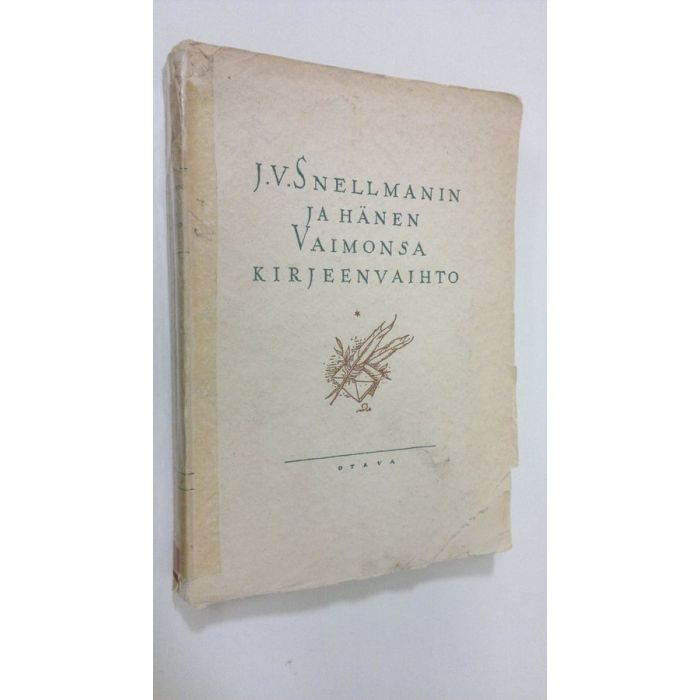 J.V.SNELLMANIN
JA HÄNEN
VAIMONSA
KIRJEENVAIHTO
*
OTAVA